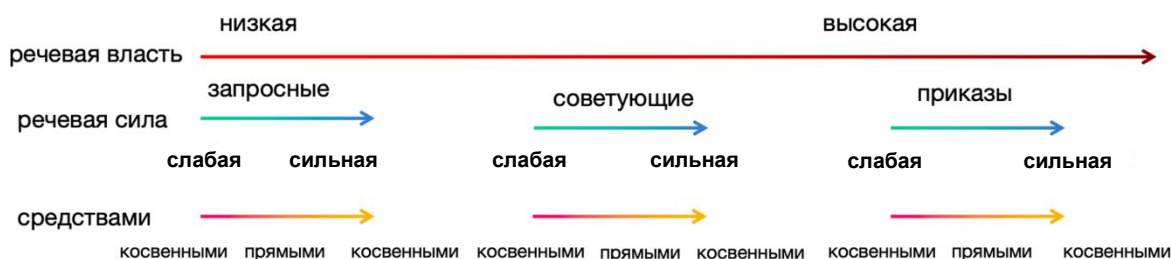 низкая высокая
речевая власть
запросные советующие приказы
речевая сила
слабая сильная слабая сильная слабая сильная
средствами
косвенными прямыми косвенными косвенными прямыми косвенными косвенными прямыми косвенными